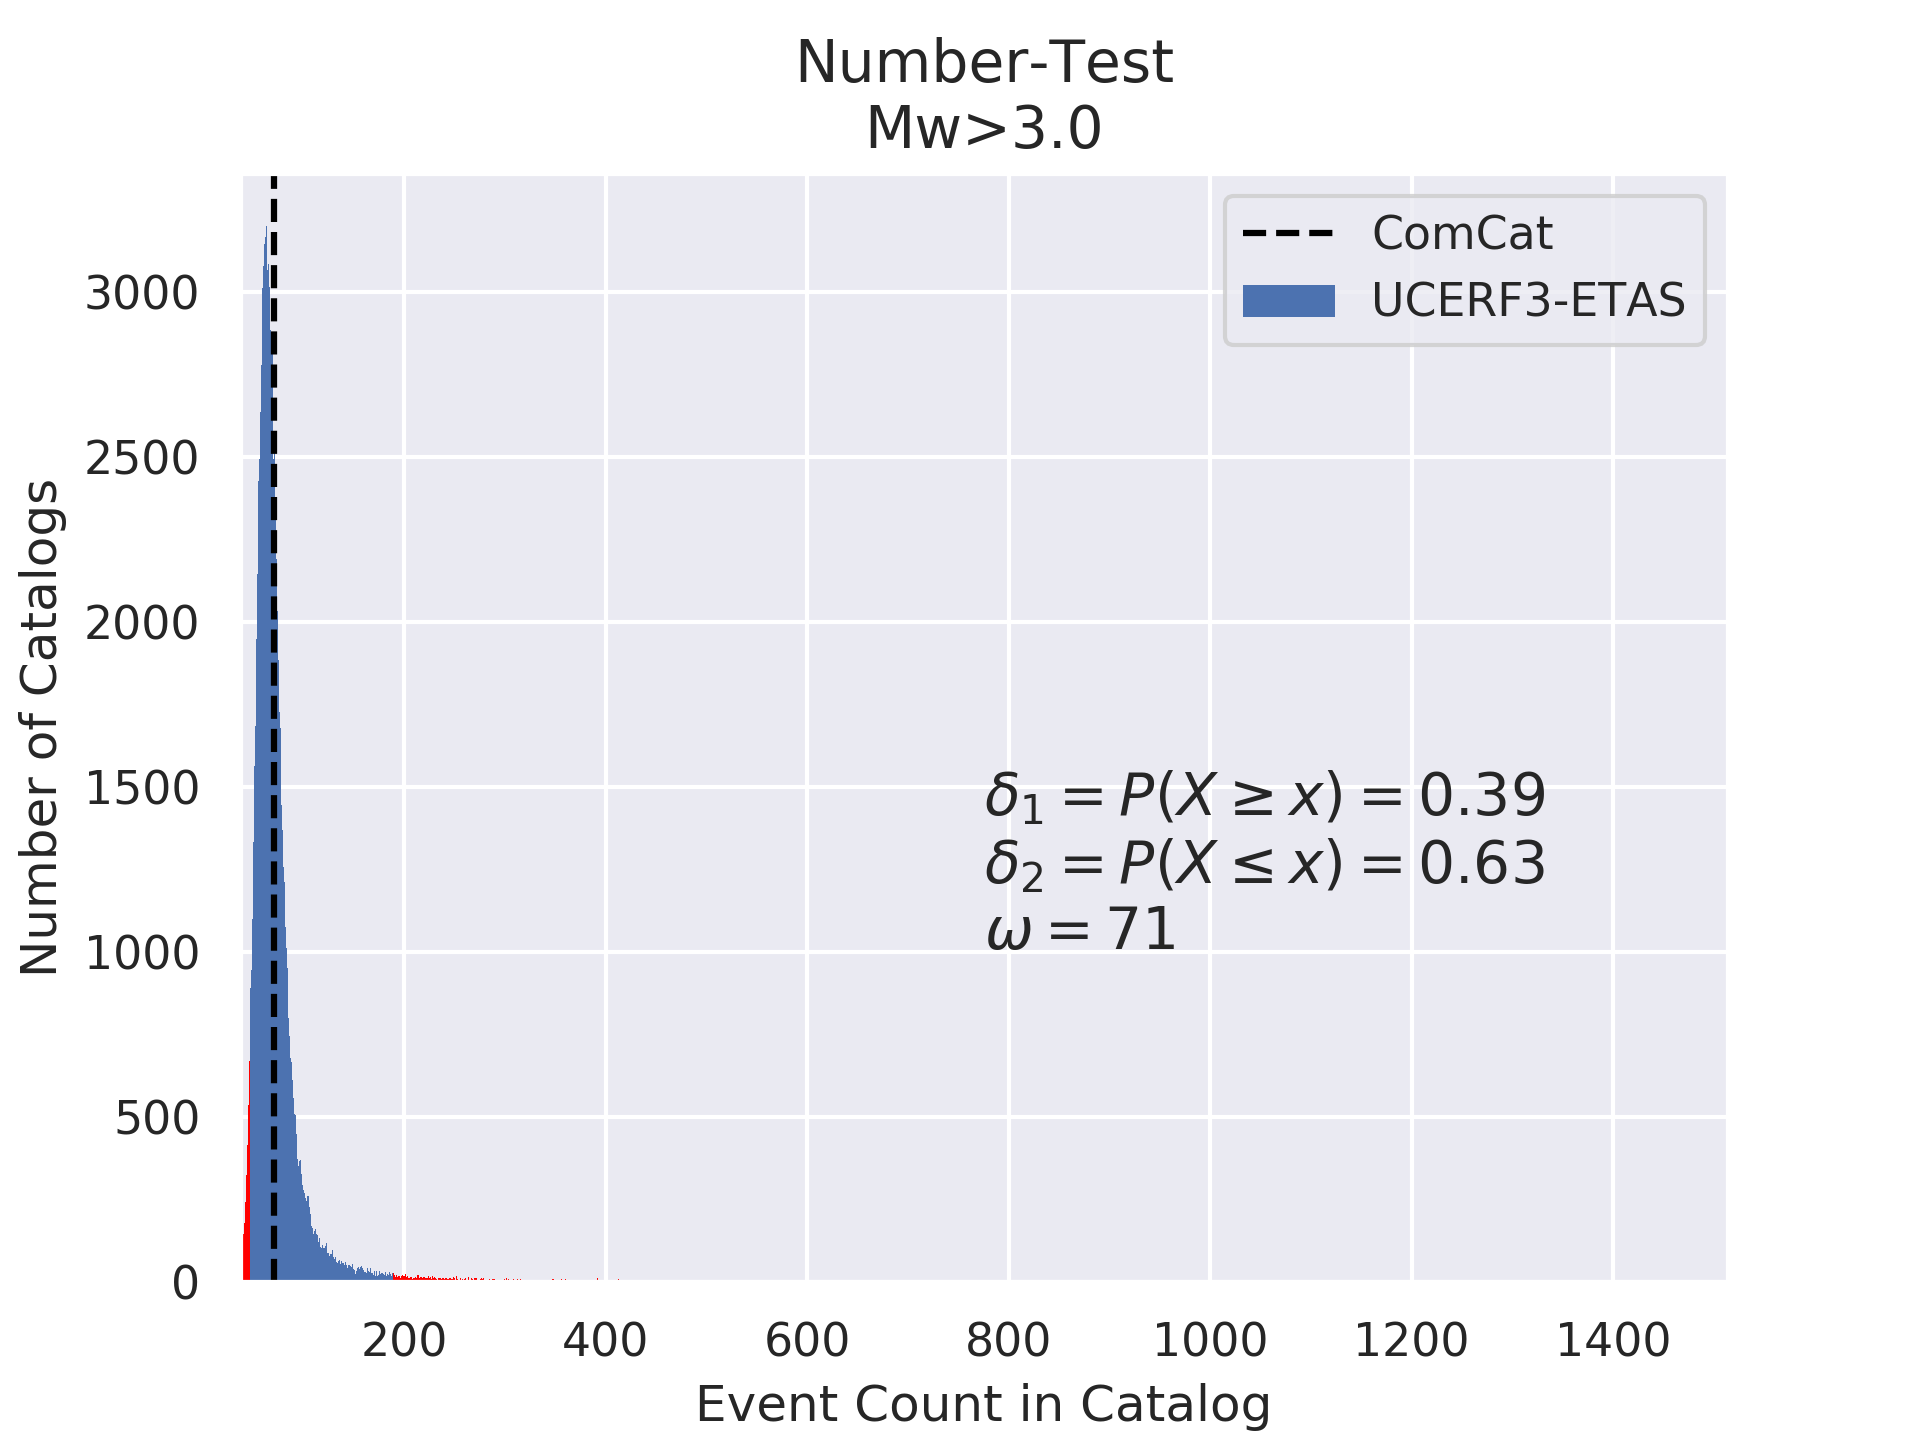 Number-Test
Mw>3.0
ComCat
UCERF3-ETAS
3000
2500
2000
1500
1000
500
0
Number of Catalogs
δ₁ = P(X ≥ x) = 0.39
δ₂ = P(X ≤ x) = 0.63
ω = 71
200 400 600 800 1000 1200 1400
Event Count in Catalog